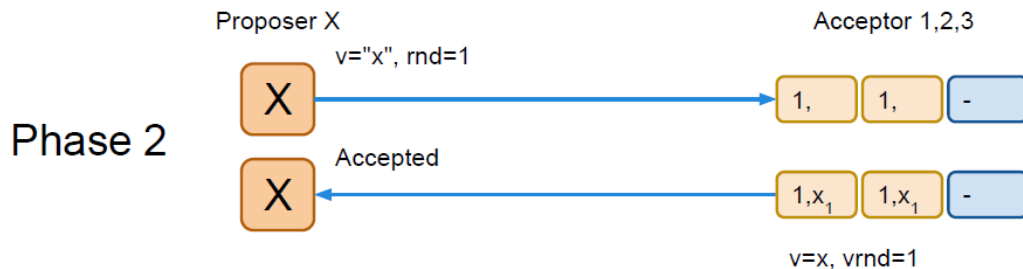 Proposer X
Acceptor 1,2,3
v="x", rnd=1
X
1,
1,
-
Phase 2
Accepted
X
1,x₁
1,x₁
-
v=x, vrnd=1